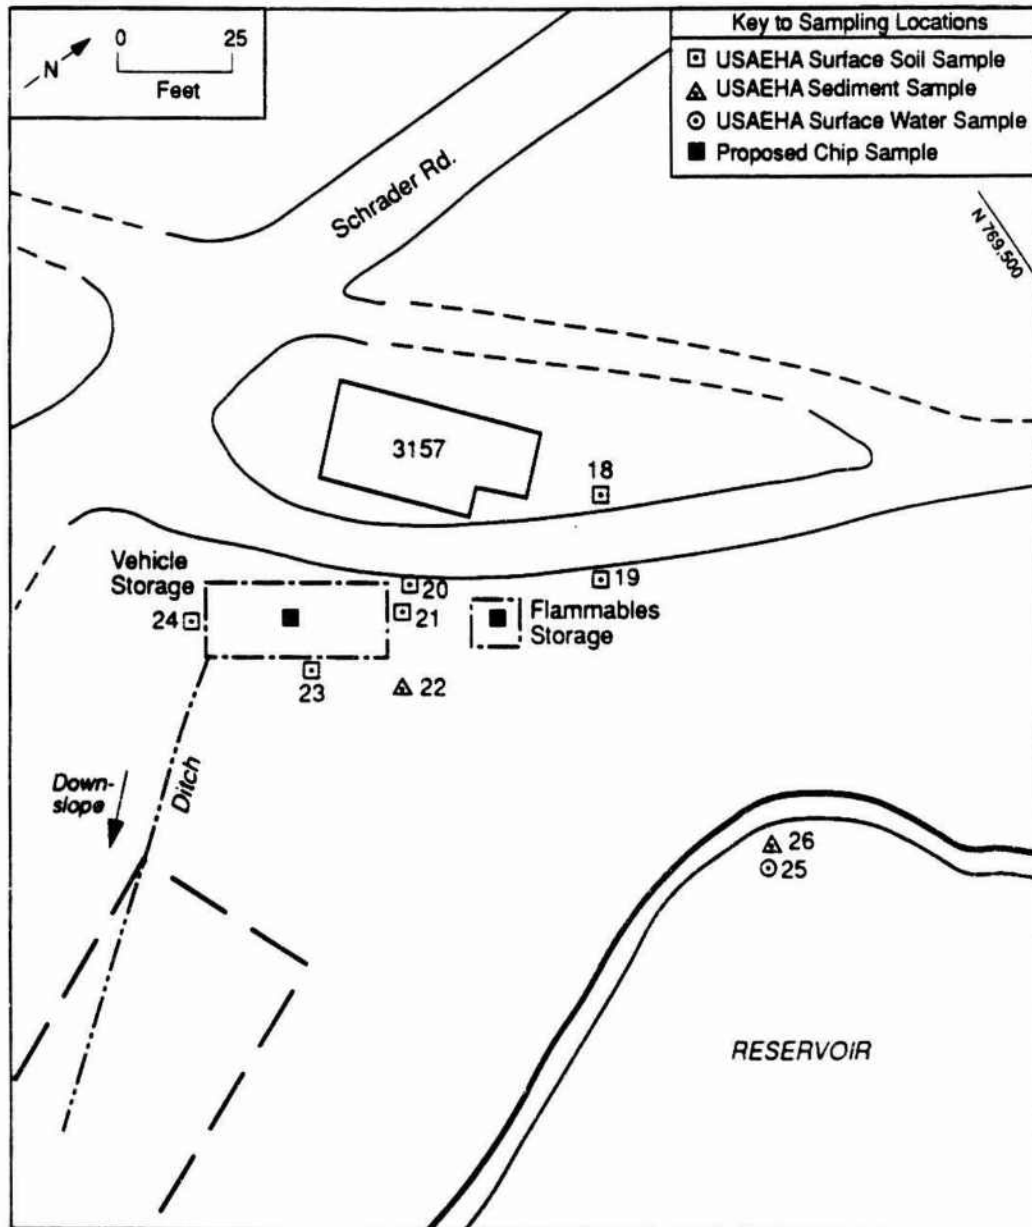 N
0 25
Feet
Key to Sampling Locations
USAEHA Surface Soil Sample
USAEHA Sediment Sample
USAEHA Surface Water Sample
Proposed Chip Sample
Schrader Rd.
N 769,500
3157
18
19
Vehicle
Storage
20
21
24
Flammables
Storage
23
22
Down-
slope
Ditch
26
25
RESERVOIR